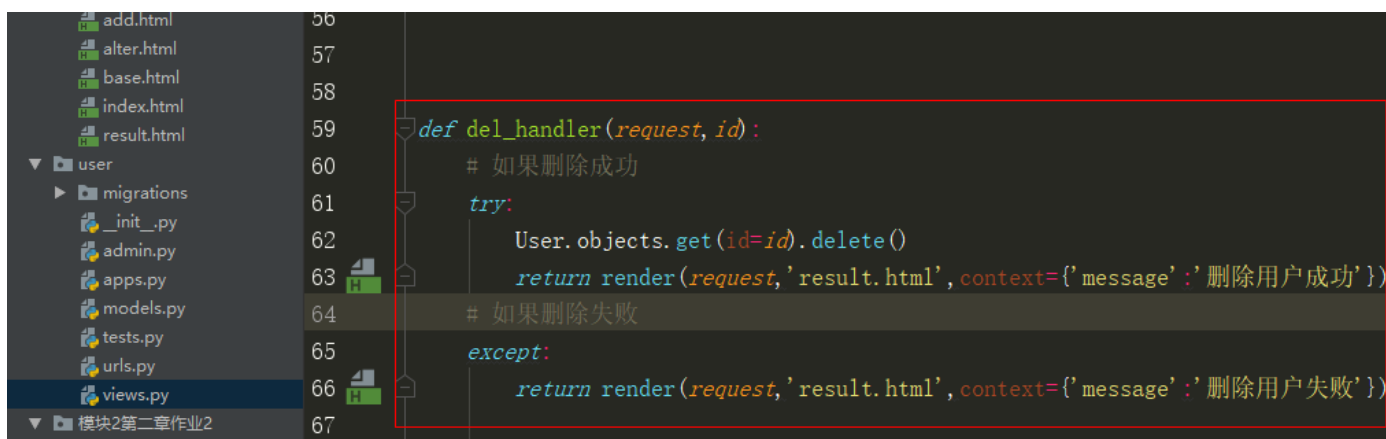 add.html
alter.html
base.html
index.html
result.html
user
migrations
__init__.py
admin.py
apps.py
models.py
tests.py
urls.py
views.py
模块2第二章作业2
56
57
58
59 def del_handler(request,id):
60 # 如果删除成功
61 try:
62 User.objects.get(id=id).delete()
63 return render(request,'result.html',context={'message':'删除用户成功'})
64 # 如果删除失败
65 except:
66 return render(request,'result.html',context={'message':'删除用户失败'})
67